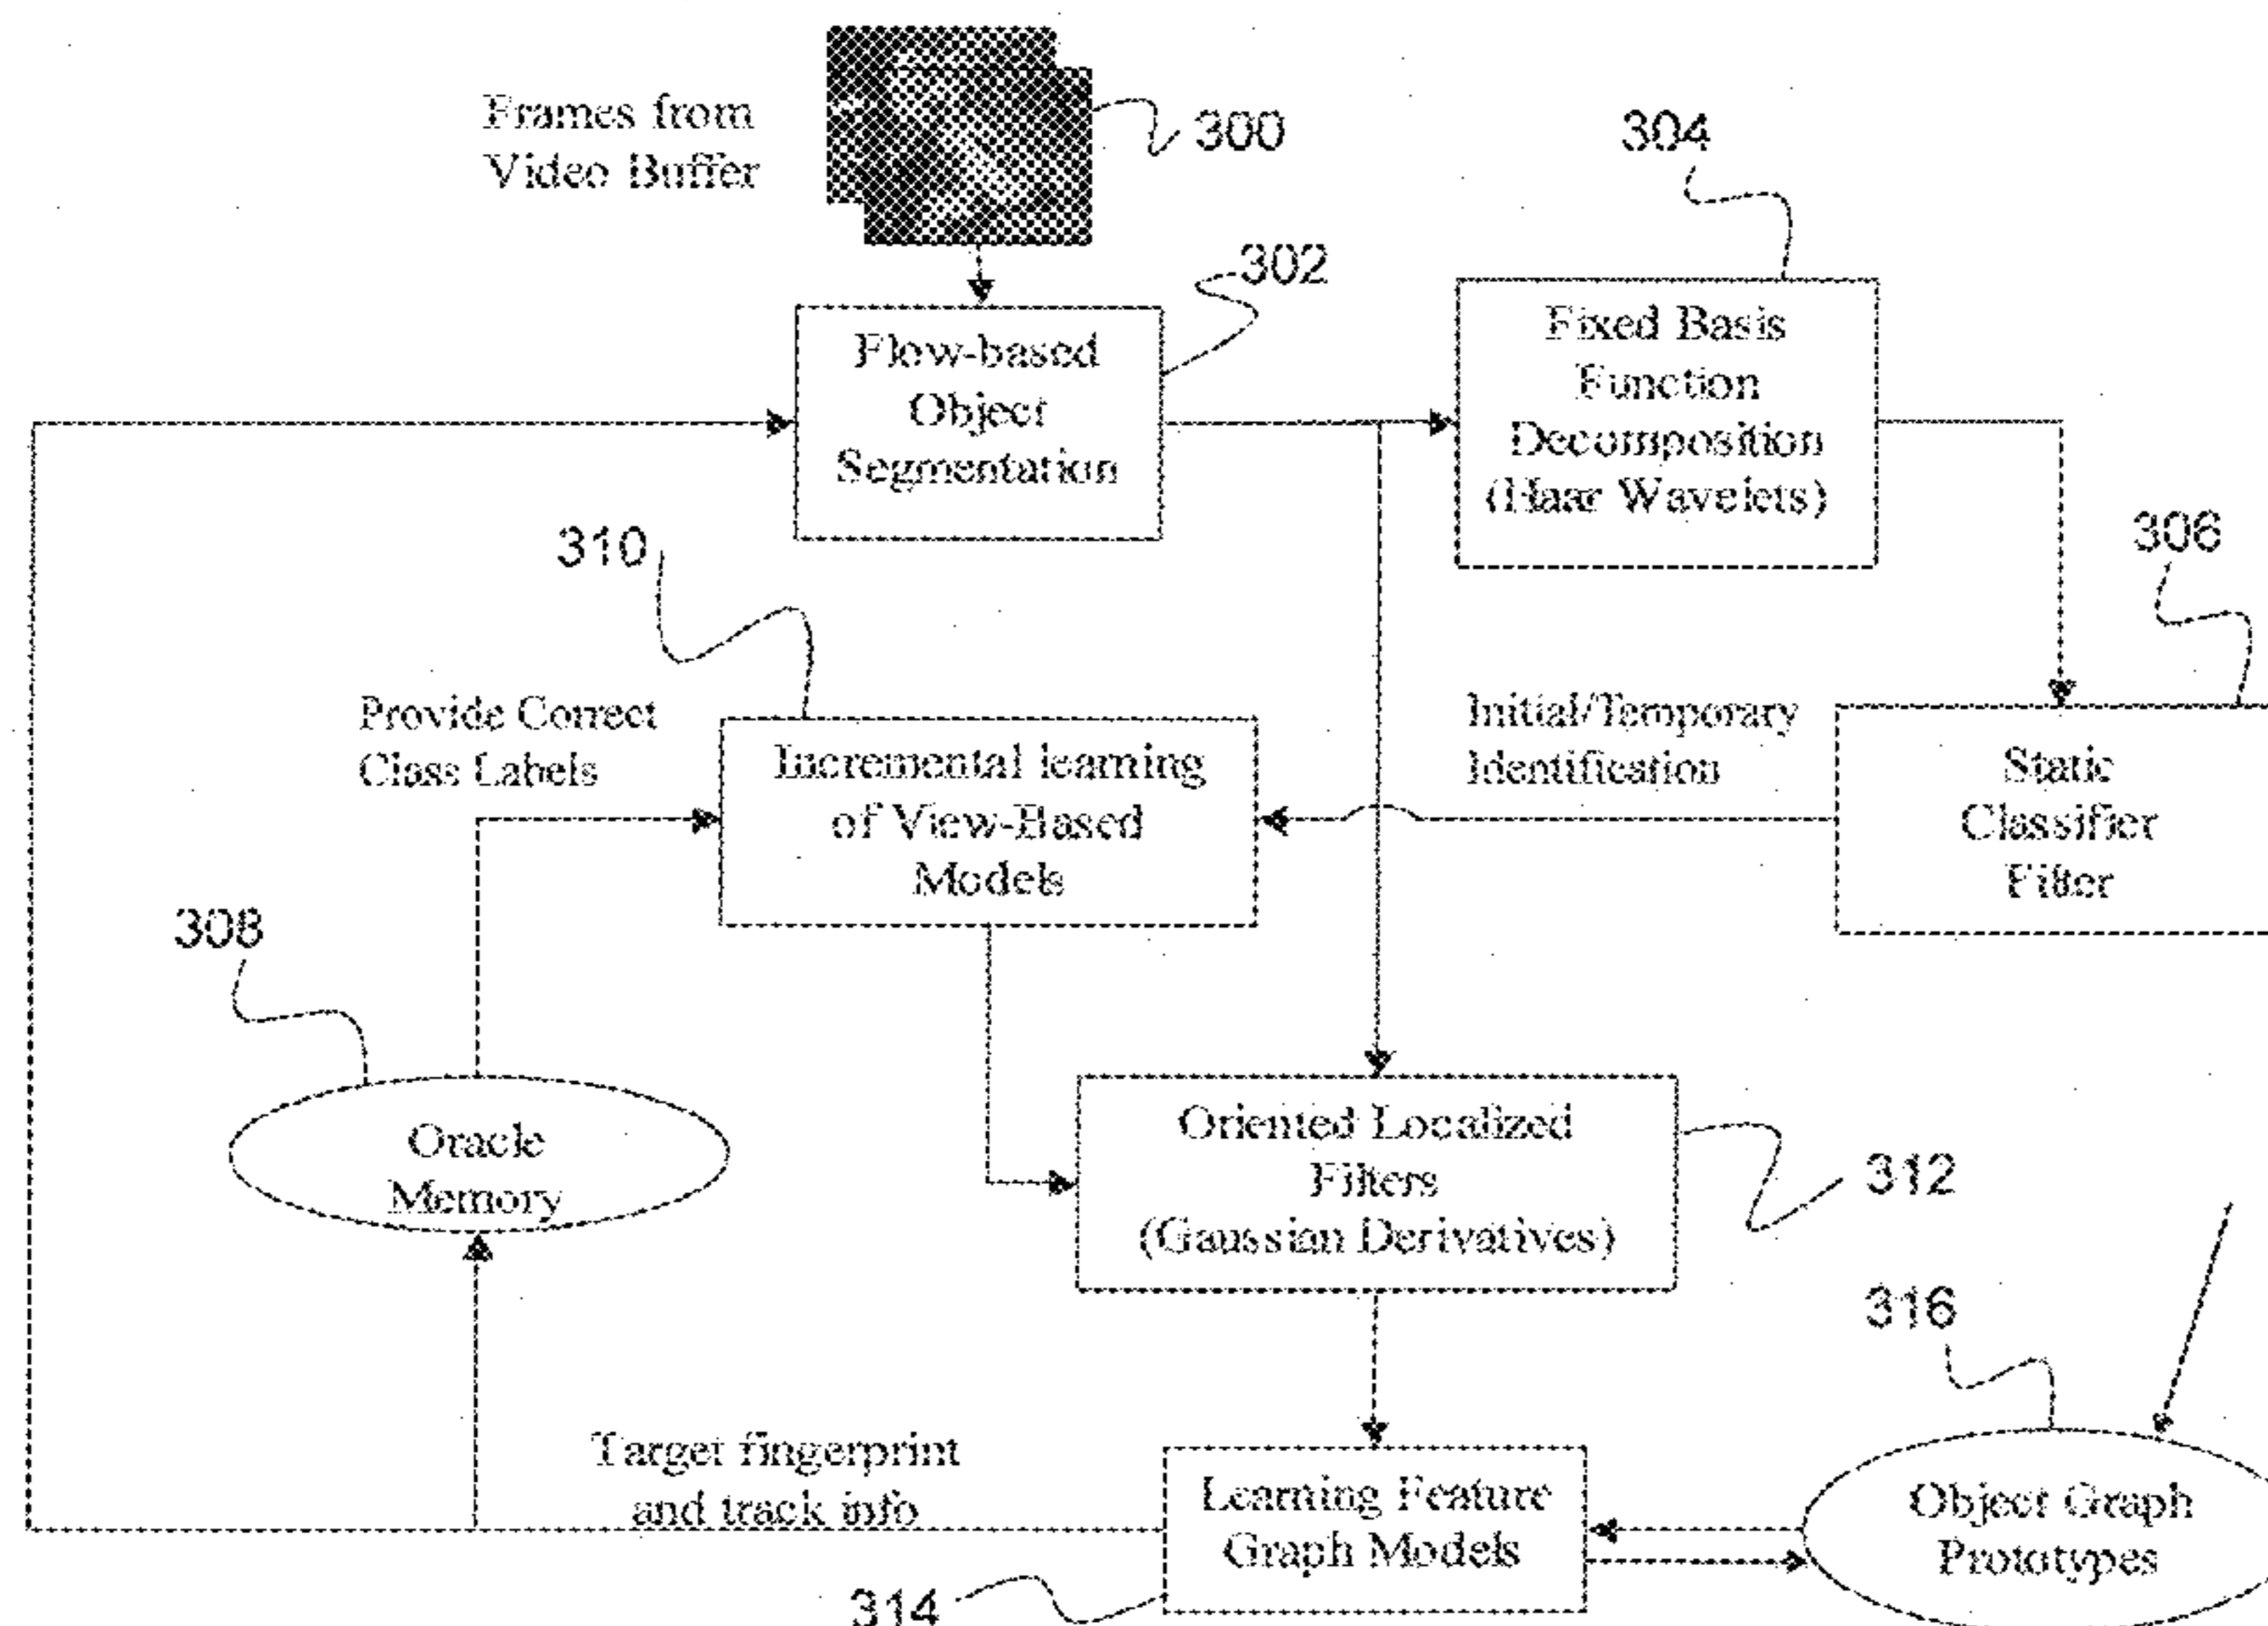 Frames from
Video Buffer
300
304
302
Flow-based
Object
Segmentation
Fixed Basis
Function
Decomposition
(Haar Wavelets)
310
306
Provide Correct
Class Labels
Incremental learning
of View-Based
Models
Initial/Temporary
Identification
Static
Classifier
Filter
308
Oracle
Memory
Oriented Localized
Filters
(Gaussian Derivatives)
312
316
Target fingerprint
and track info
Learning Feature
Graph Models
Object Graph
Prototypes
314